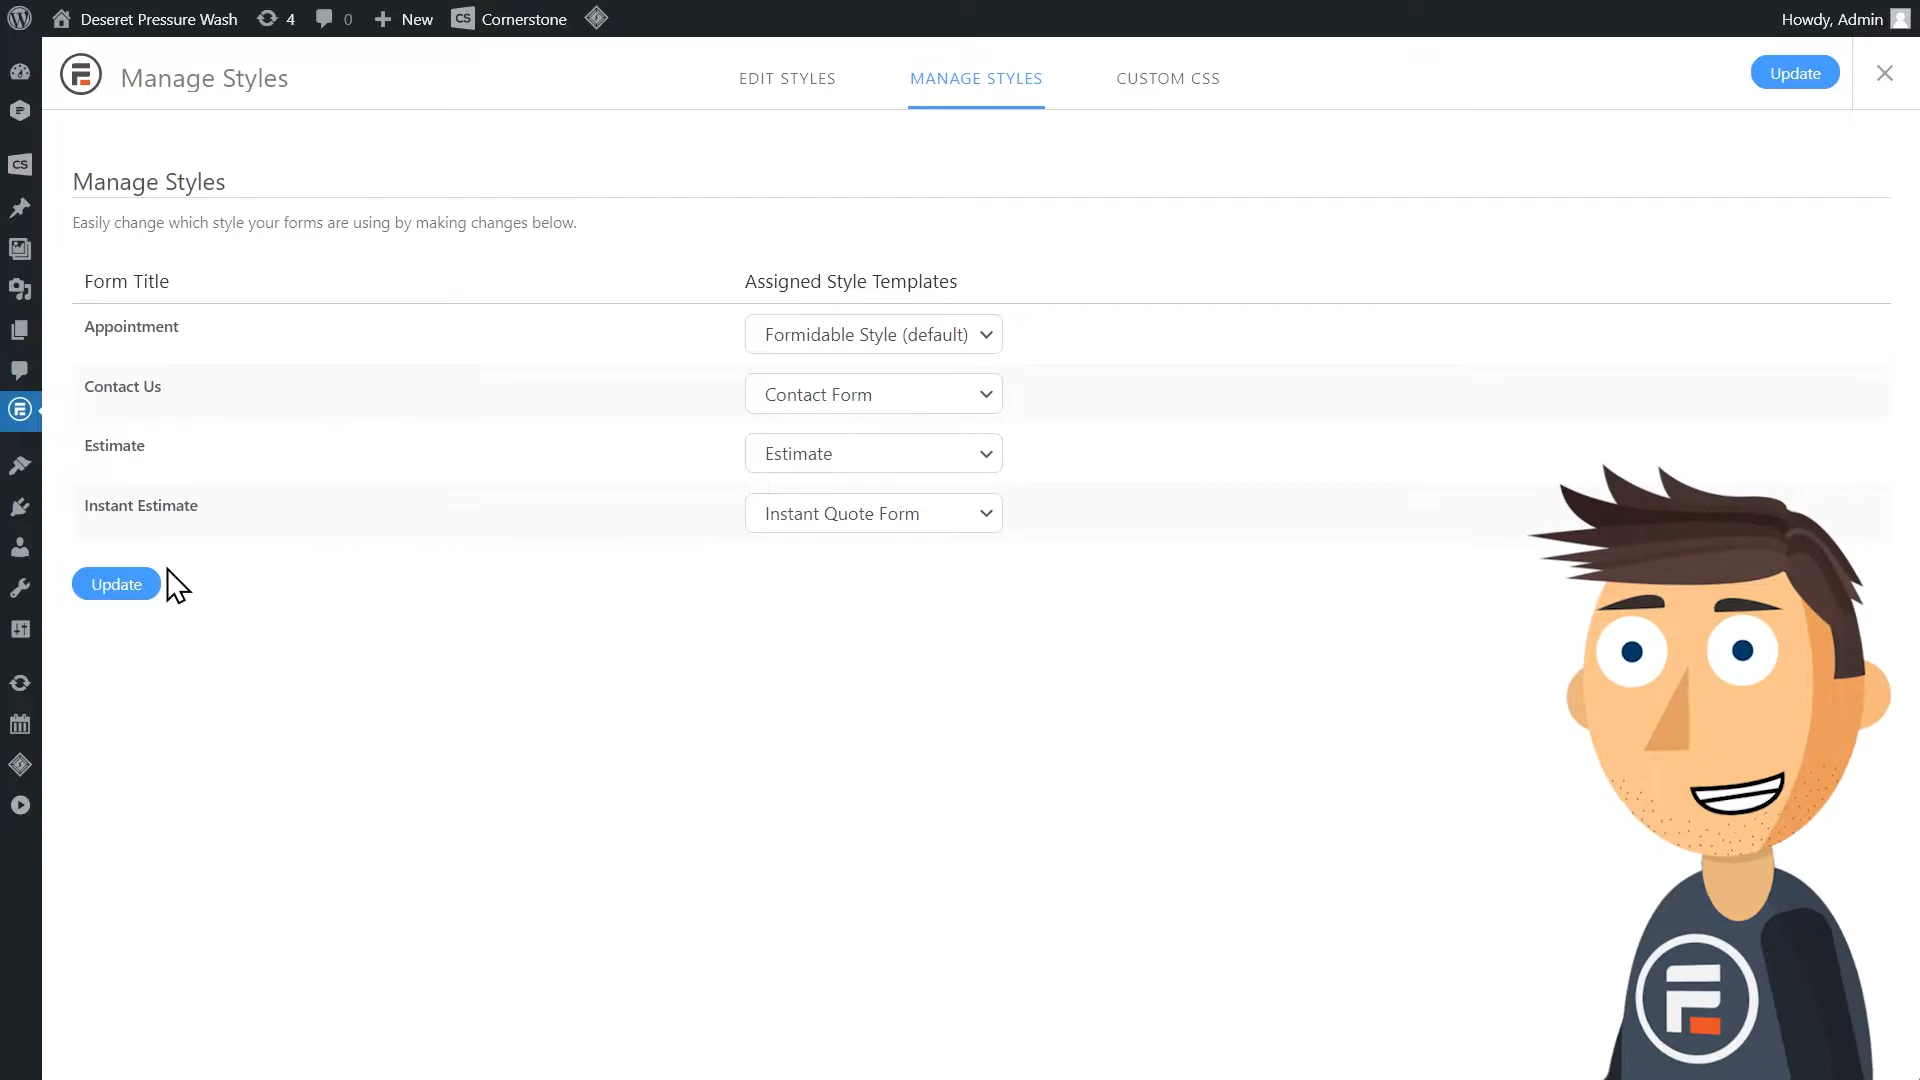 Deseret Pressure Wash
4
0
New
CS
Cornerstone
Howdy, Admin
Manage Styles
EDIT STYLES
MANAGE STYLES
CUSTOM CSS
Update
CS
Manage Styles
Easily change which style your forms are using by making changes below.
Form Title
Assigned Style Templates
Appointment
Formidable Style (default)
Contact Us
Contact Form
Estimate
Estimate
Instant Estimate
Instant Quote Form
Update